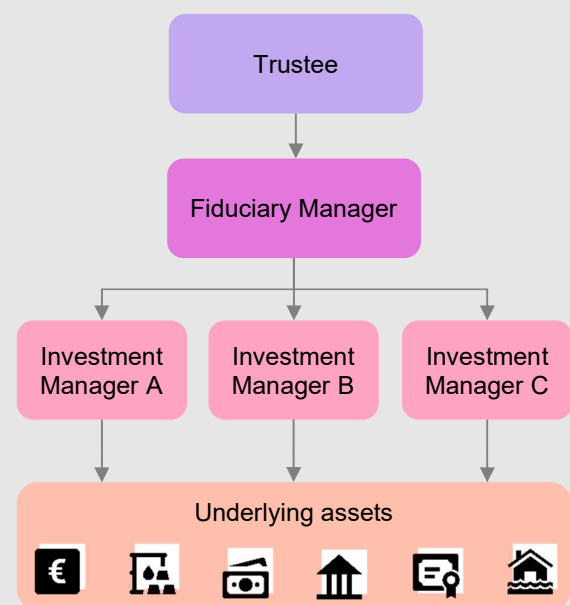 Trustee
Fiduciary Manager
Investment
Manager A
Investment
Manager B
Investment
Manager C
Underlying assets
€